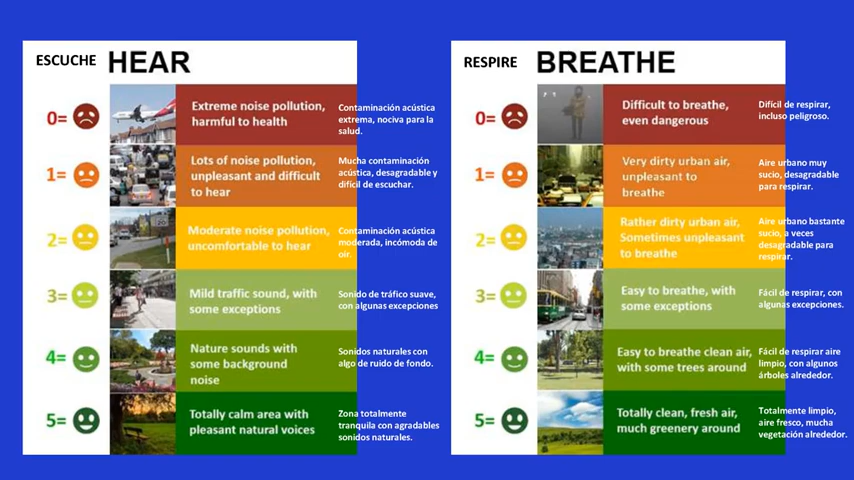 ESCUCHE HEAR
0=
Extreme noise pollution,
harmful to health
Contaminación acústica
extrema, nociva para la
salud.
1=
Lots of noise pollution,
unpleasant and difficult
to hear
Mucha contaminación
acústica, desagradable y
difícil de escuchar.
2=
Moderate noise pollution,
uncomfortable to hear
Contaminación acústica
moderada, incómoda de
oír.
3=
Mild traffic sound, with
some exceptions
Sonido de tráfico suave,
con algunas excepciones
4=
Nature sounds with
some background
noise
Sonidos naturales con
algo de ruido de fondo.
5=
Totally calm area with
pleasant natural voices
Zona totalmente
tranquila con agradables
sonidos naturales.
RESPIRE BREATHE
0=
Difficult to breathe,
even dangerous
Difícil de respirar,
incluso peligroso.
1=
Very dirty urban air,
unpleasant to
breathe
Aire urbano muy
sucio, desagradable
para respirar.
2=
Rather dirty urban air,
Sometimes unpleasant
to breathe
Aire urbano bastante
sucio, a veces
desagradable para
respirar.
3=
Easy to breathe, with
some exceptions
Fácil de respirar, con
algunas excepciones.
4=
Easy to breathe clean air,
with some trees around
Fácil de respirar aire
limpio, con algunos
árboles alrededor.
5=
Totally clean, fresh air,
much greenery around
Totalmente limpio,
aire fresco, mucha
vegetación alrededor.